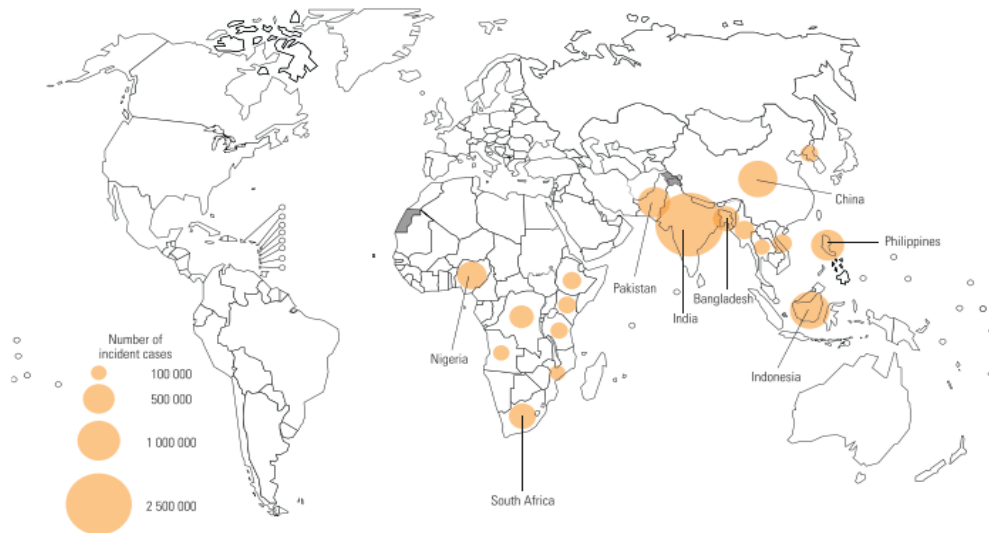 China
Philippines
Pakistan
Bangladesh
India
Nigeria
Indonesia
South Africa
Number of
incident cases
100 000
500 000
1 000 000
2 500 000